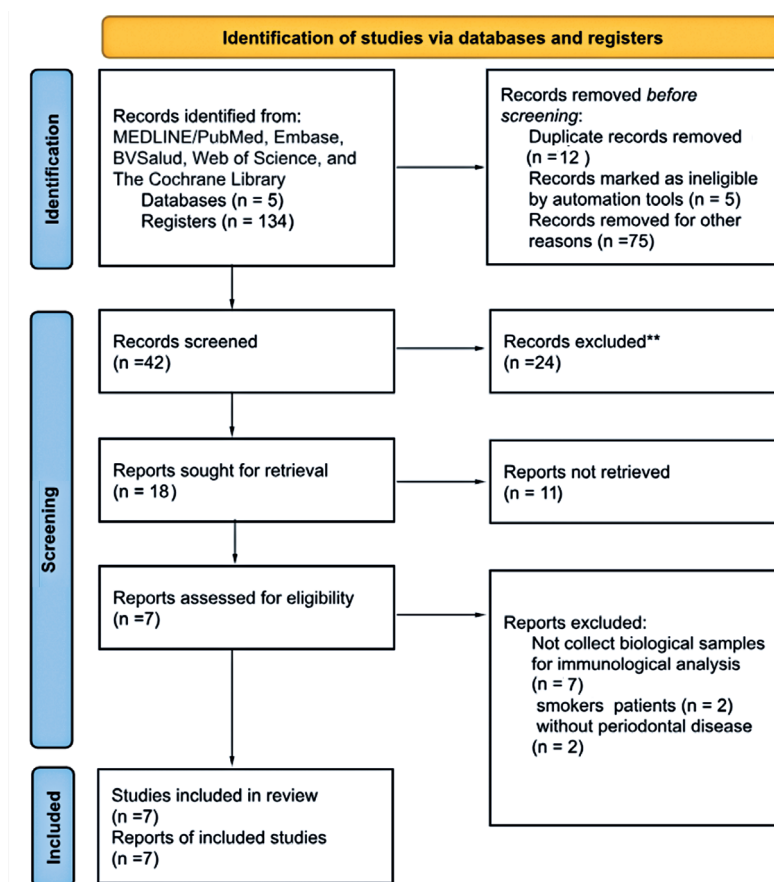 Identification of studies via databases and registers
Identification
Records identified from:
MEDLINE/PubMed, Embase,
BVSalud, Web of Science, and
The Cochrane Library
Databases (n = 5)
Registers (n = 134)
Records removed before
screening:
Duplicate records removed
(n =12 )
Records marked as ineligible
by automation tools (n = 5)
Records removed for other
reasons (n =75)
Screening
Records screened
(n =42)
Records excluded**
(n =24)
Reports sought for retrieval
(n = 18)
Reports not retrieved
(n = 11)
Reports assessed for eligibility
(n =7)
Reports excluded:
Not collect biological samples
for immunological analysis
(n = 7)
smokers patients (n = 2)
without periodontal disease
(n = 2)
Included
Studies included in review
(n =7)
Reports of included studies
(n =7)